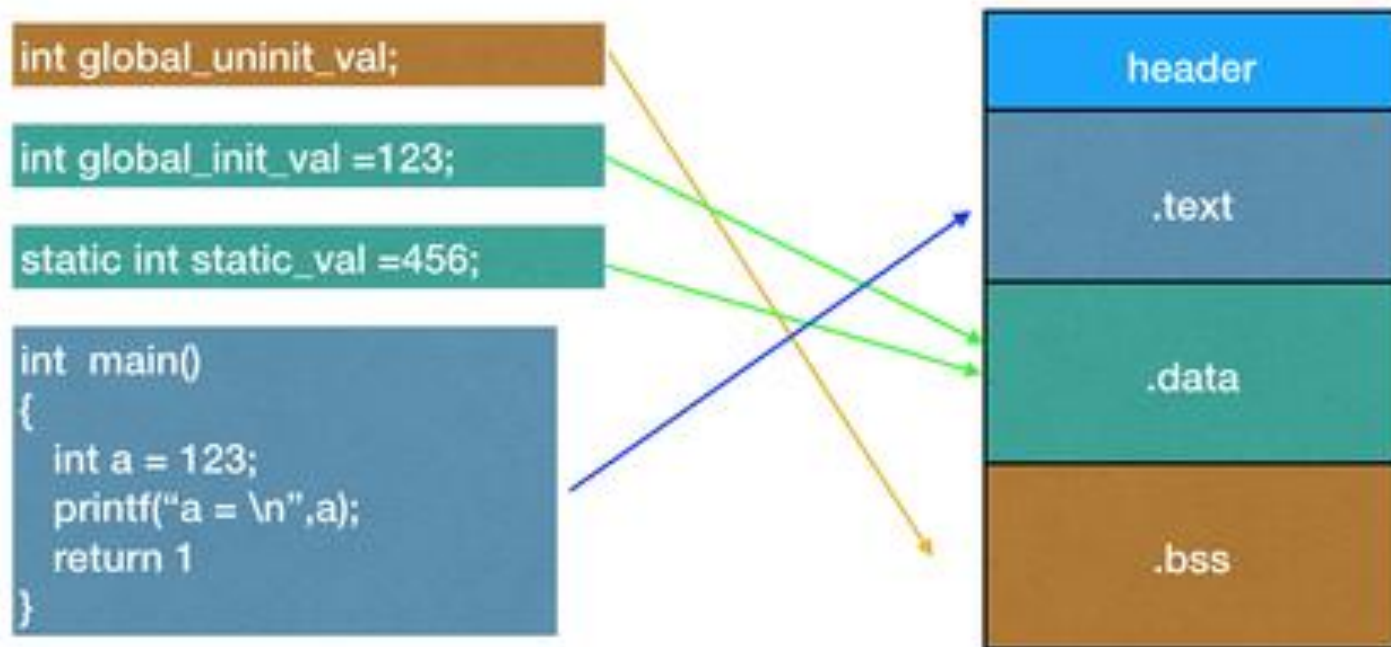 int global_uninit_val;
int global_init_val =123;
static int static_val =456;
int  main()
{
int a = 123;
printf(“a = \n”,a);
return 1
}
header
.text
.data
.bss